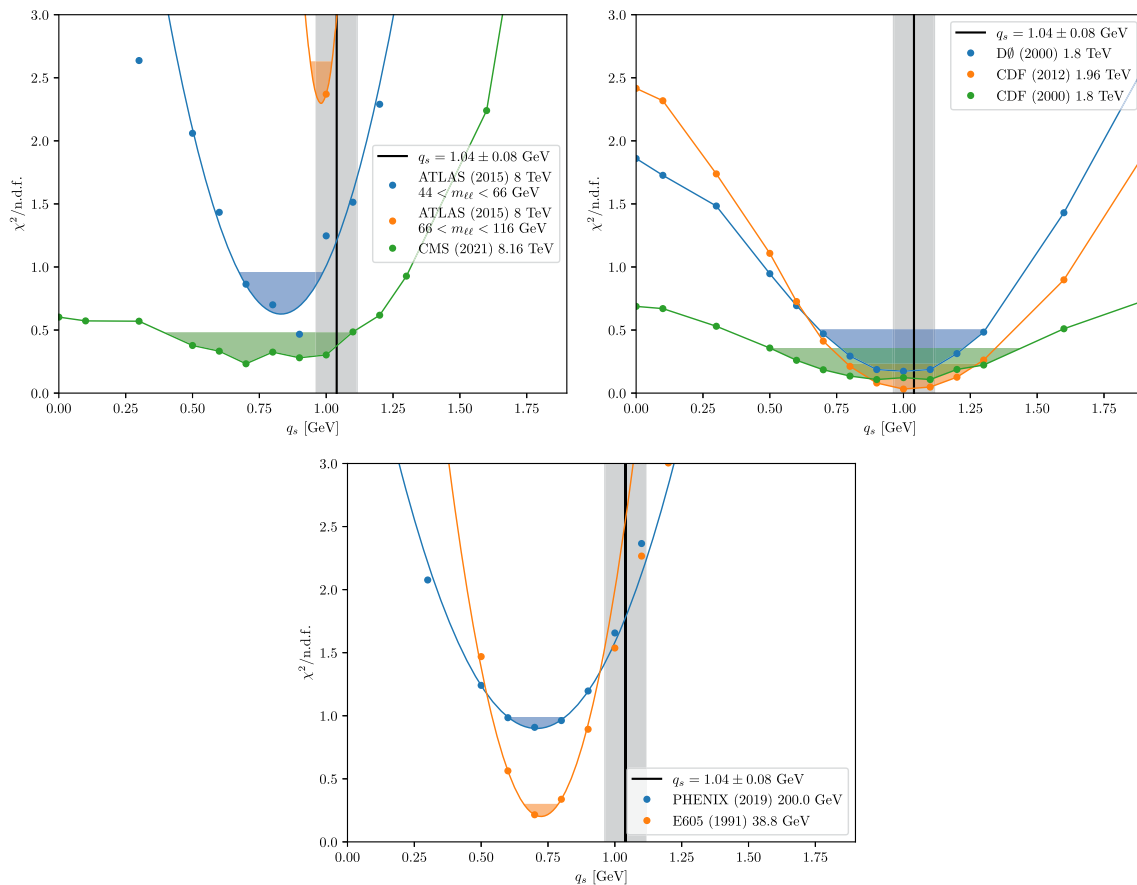 3.0
2.5
2.0
1.5
1.0
0.5
0.0
χ²/n.d.f.
0.00 0.25 0.50 0.75 1.00 1.25 1.50 1.75
q_s [GeV]
q_s = 1.04 ± 0.08 GeV
ATLAS (2015) 8 TeV
44 < m_ℓℓ < 66 GeV
ATLAS (2015) 8 TeV
66 < m_ℓℓ < 116 GeV
CMS (2021) 8.16 TeV
3.0
2.5
2.0
1.5
1.0
0.5
0.0
χ²/n.d.f.
0.00 0.25 0.50 0.75 1.00 1.25 1.50 1.75
q_s [GeV]
q_s = 1.04 ± 0.08 GeV
DØ (2000) 1.8 TeV
CDF (2012) 1.96 TeV
CDF (2000) 1.8 TeV
3.0
2.5
2.0
1.5
1.0
0.5
0.0
χ²/n.d.f.
0.00 0.25 0.50 0.75 1.00 1.25 1.50 1.75
q_s [GeV]
q_s = 1.04 ± 0.08 GeV
PHENIX (2019) 200.0 GeV
E605 (1991) 38.8 GeV